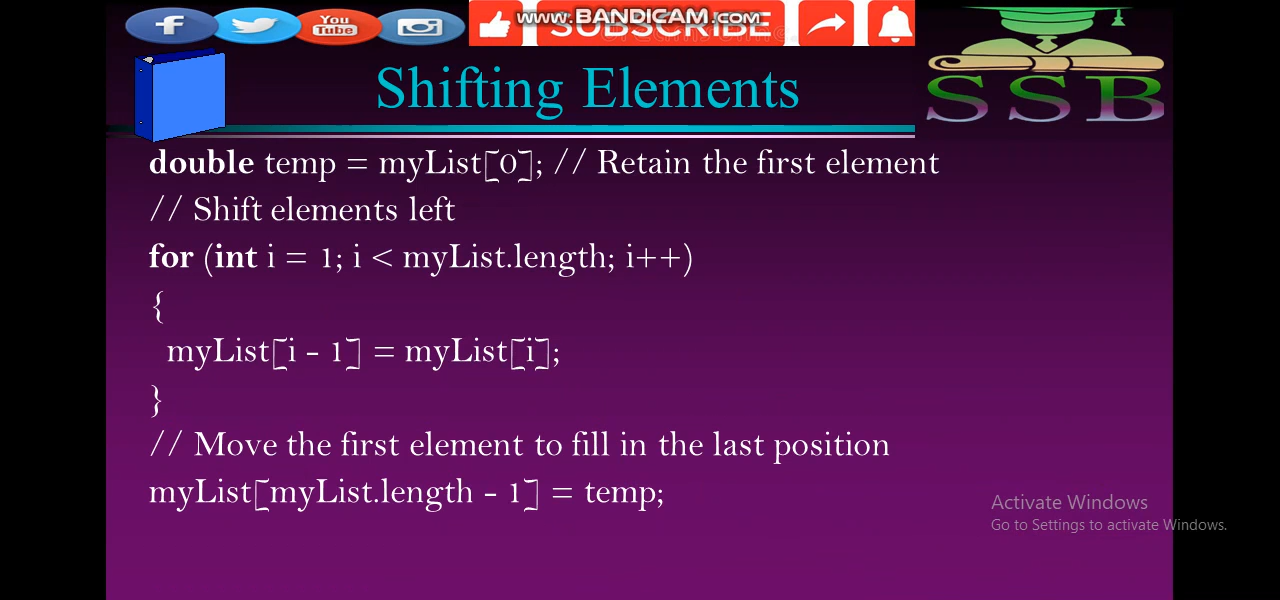 www.BANDICAM.com
You
Tube
SUBSCRIBE
SSB
Shifting Elements
double temp = myList[0]; // Retain the first element
// Shift elements left
for (int i = 1; i < myList.length; i++)
{
myList[i - 1] = myList[i];
}
// Move the first element to fill in the last position
myList[myList.length - 1] = temp;
Activate Windows
Go to Settings to activate Windows.